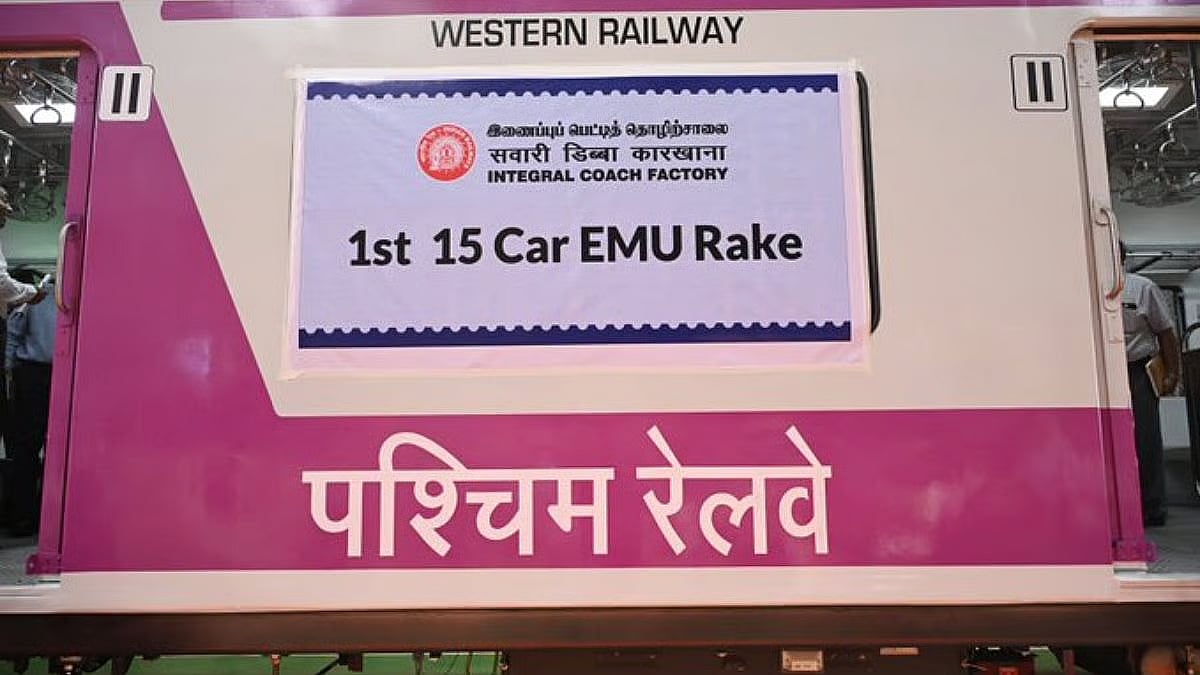 WESTERN RAILWAY
II
II
இணைப்புப் பெட்டித் தொழிற்சாலை
सवारी डिब्बा कारखाना
INTEGRAL COACH FACTORY
1st 15 Car EMU Rake
पश्चिम रेलवे